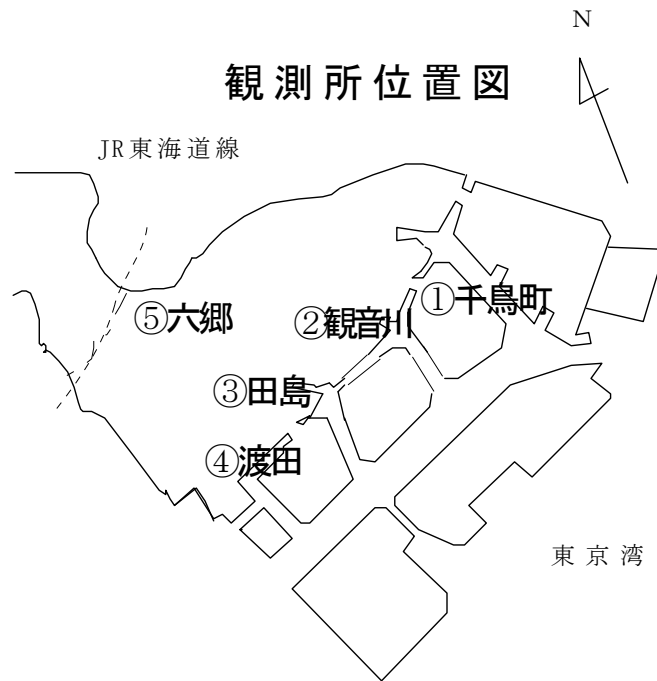 N
観測所位置図
JR東海道線
①千鳥町
⑤六郷
②観音川
③田島
④渡田
東京湾